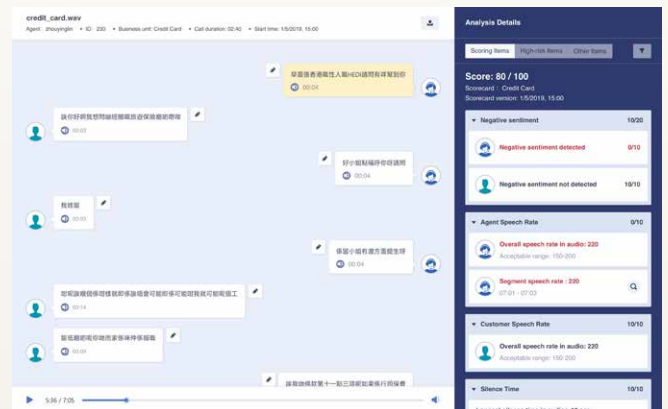 credit_card.wav
Agent zhouyinglin • ID : 230 • Business unit: Credit Card • Call duration: 02:40 • Start time: 1/5/2019, 15:00
00:04
00:03
好小姐點稱呼你呀請問
00:04
我姓翟
00:03
00:04
00:14
00:09
5:36 / 7:05
Analysis Details
Scoring Items
High-risk Items
Other Items
Score: 80 / 100
Scorecard : Credit Card
Scorecard version: 1/5/2019, 15:00
Negative sentiment 10/20
Negative sentiment detected 0/10
Negative sentiment not detected 10/10
Agent Speech Rate 0/10
Overall speech rate in audio: 220
Acceptable range: 150-200
Segment speech rate : 220
07:01 - 07:03
Customer Speech Rate 10/10
Overall speech rate in audio: 220
Acceptable range: 150-200
Silence Time 10/10